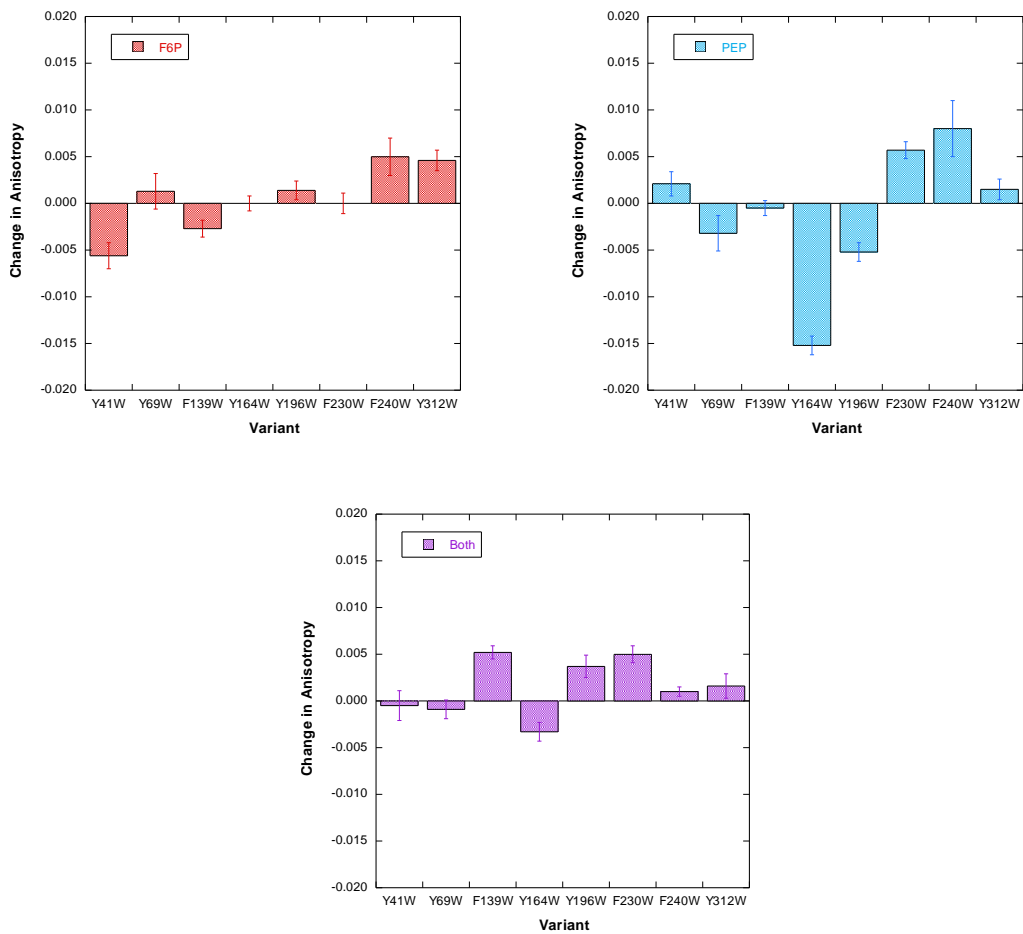 F6P
0.020
0.015
0.010
0.005
0.000
-0.005
-0.010
-0.015
-0.020
Change in Anisotropy
Y41W Y69W F139W Y164W Y196W F230W F240W Y312W
Variant
PEP
0.020
0.015
0.010
0.005
0.000
-0.005
-0.010
-0.015
-0.020
Change in Anisotropy
Y41W Y69W F139W Y164W Y196W F230W F240W Y312W
Variant
Both
0.020
0.015
0.010
0.005
0.000
-0.005
-0.010
-0.015
-0.020
Change in Anisotropy
Y41W Y69W F139W Y164W Y196W F230W F240W Y312W
Variant